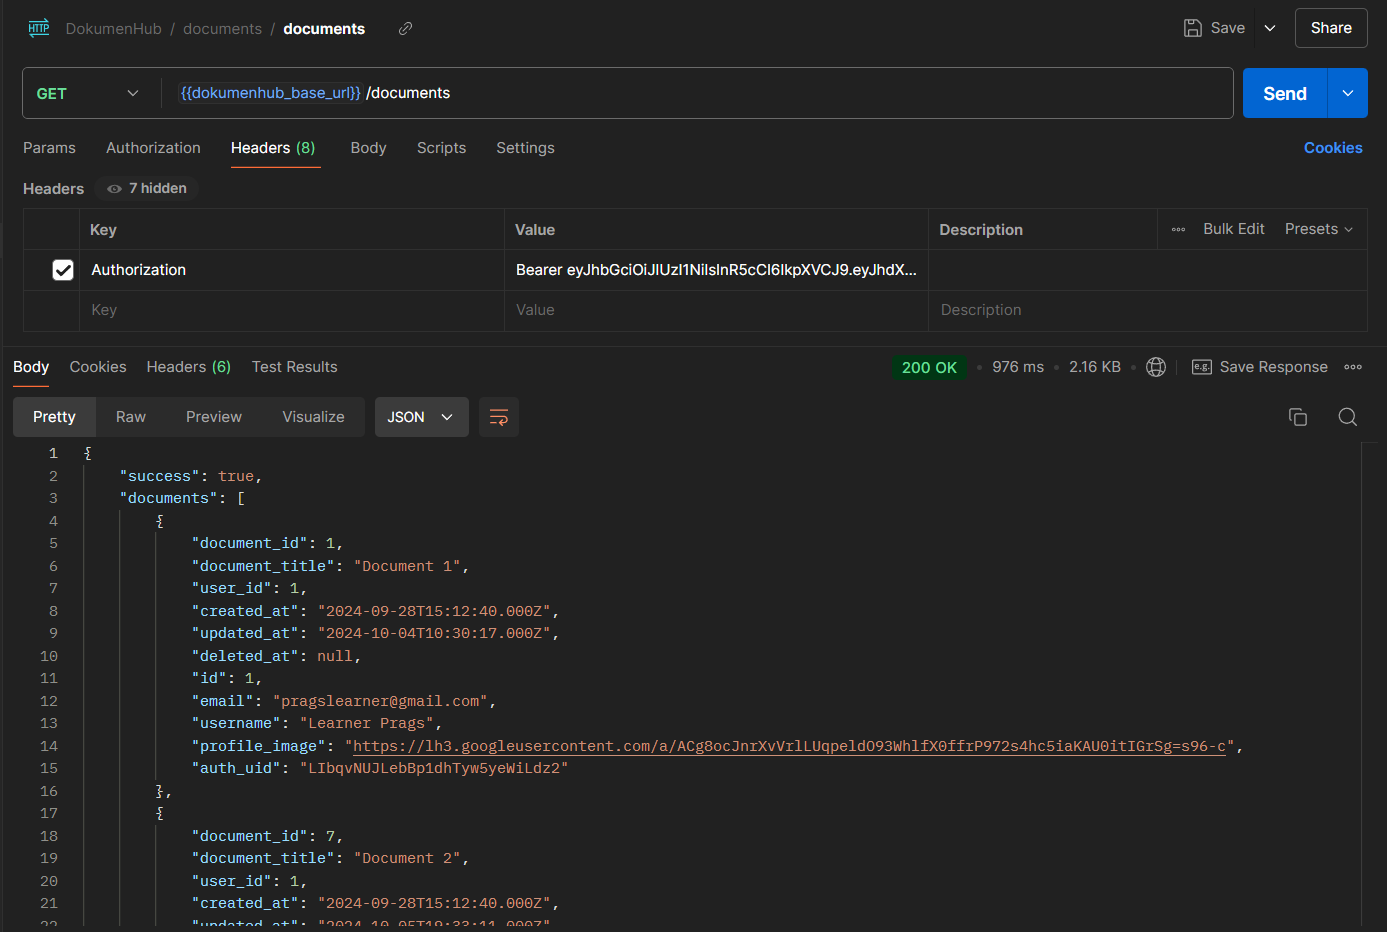 HTTP DokumenHub / documents / documents Save Share
GET {{dokumenhub_base_url}} /documents Send
Params Authorization Headers (8) Body Scripts Settings Cookies
Headers 7 hidden
Key Value Description Bulk Edit Presets
Authorization Bearer eyJhbGciOiJIUzI1NiIsInR5cCI6IkpXVCJ9.eyJhdX...
Key Value Description
Body Cookies Headers (6) Test Results 200 OK 976 ms 2.16 KB e.g. Save Response
Pretty Raw Preview Visualize JSON
1 {
2 "success": true,
3 "documents": [
4 {
5 "document_id": 1,
6 "document_title": "Document 1",
7 "user_id": 1,
8 "created_at": "2024-09-28T15:12:40.000Z",
9 "updated_at": "2024-10-04T10:30:17.000Z",
10 "deleted_at": null,
11 "id": 1,
12 "email": "pragslearner@gmail.com",
13 "username": "Learner Prags",
14 "profile_image": "https://lh3.googleusercontent.com/a/ACg8ocJnrXvVrlLUqpeldO93WhlfX0ffrP972s4hc5iaKAU0itIGrSg=s96-c",
15 "auth_uid": "LIbqvNUJLebBp1dhTyw5yeWiLdz2"
16 },
17 {
18 "document_id": 7,
19 "document_title": "Document 2",
20 "user_id": 1,
21 "created_at": "2024-09-28T15:12:40.000Z",
22 "updated_at": "2024-10-05T19:33:11.000Z"